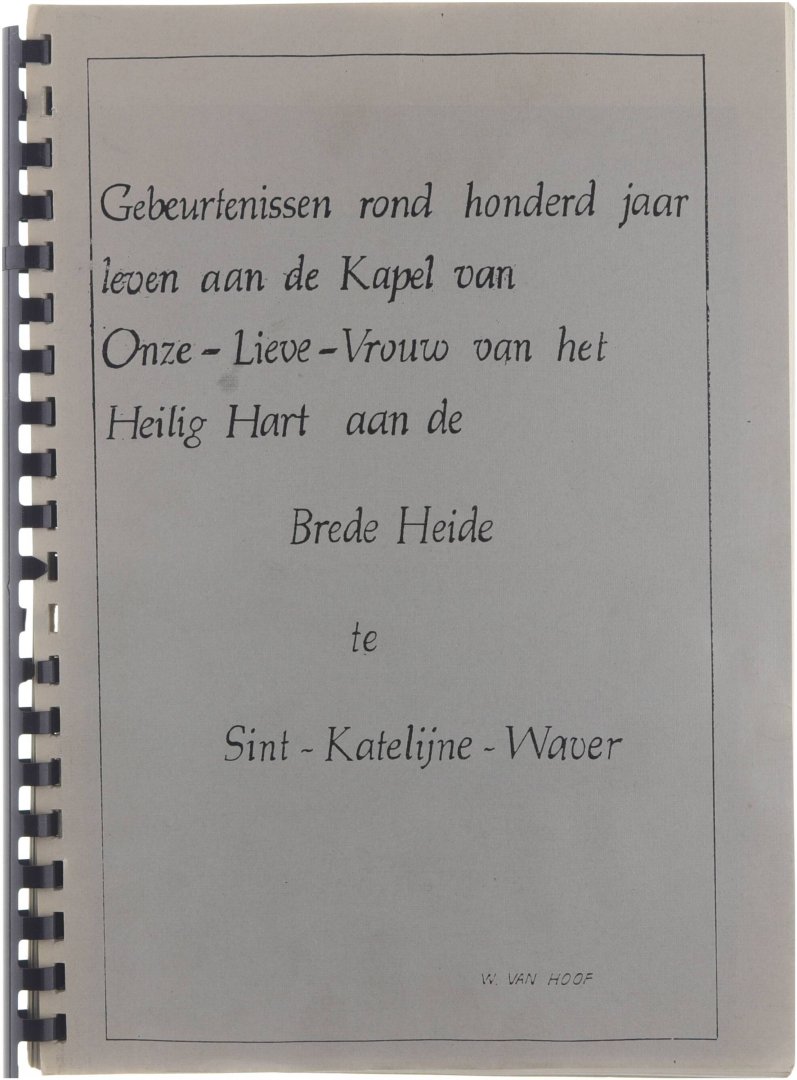 Gebeurtenissen rond honderd jaar
leven aan de Kapel van
Onze - Lieve - Vrouw van het
Heilig Hart aan de
Brede Heide
te
Sint - Katelijne - Waver
W. VAN HOOF